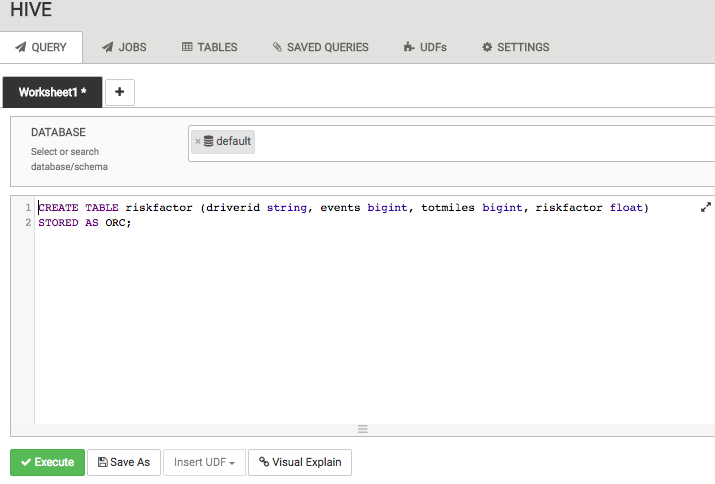 HIVE
QUERY JOBS TABLES SAVED QUERIES UDFs SETTINGS
Worksheet1 * +
DATABASE
Select or search
database/schema
× default
1 CREATE TABLE riskfactor (driverid string, events bigint, totmiles bigint, riskfactor float)
2 STORED AS ORC;
Execute Save As Insert UDF Visual Explain